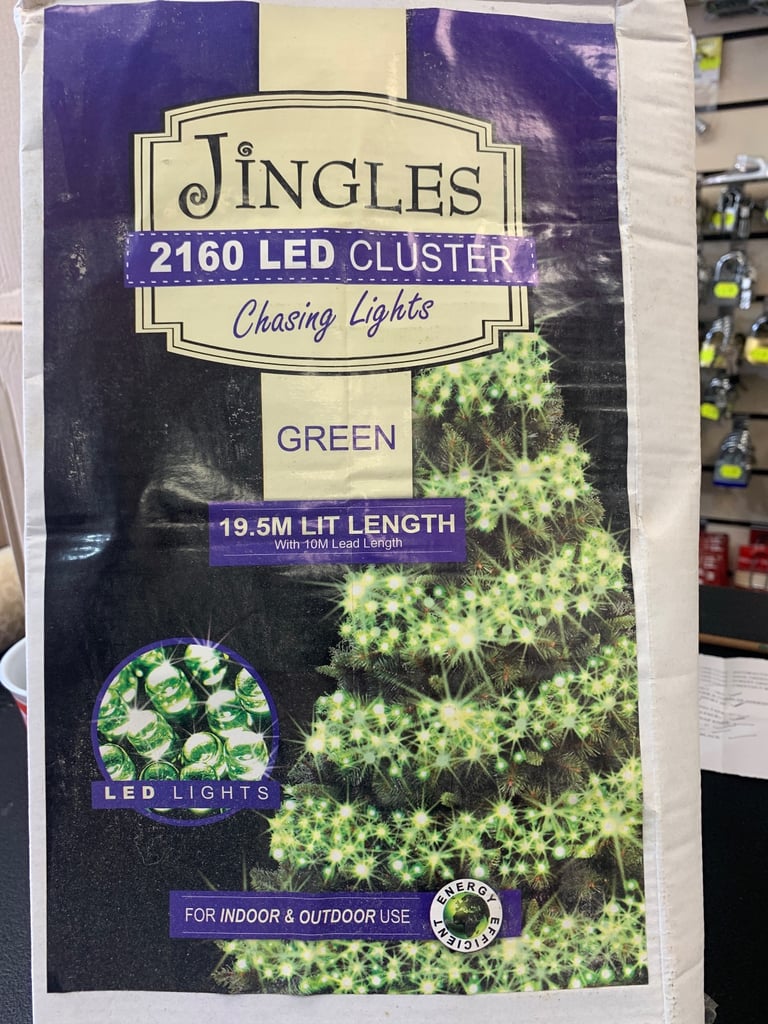 JINGLES
2160 LED CLUSTER
Chasing Lights
GREEN
19.5M LIT LENGTH
With 10M Lead Length
LED LIGHTS
FOR INDOOR & OUTDOOR USE
ENERGY EFFICIENT